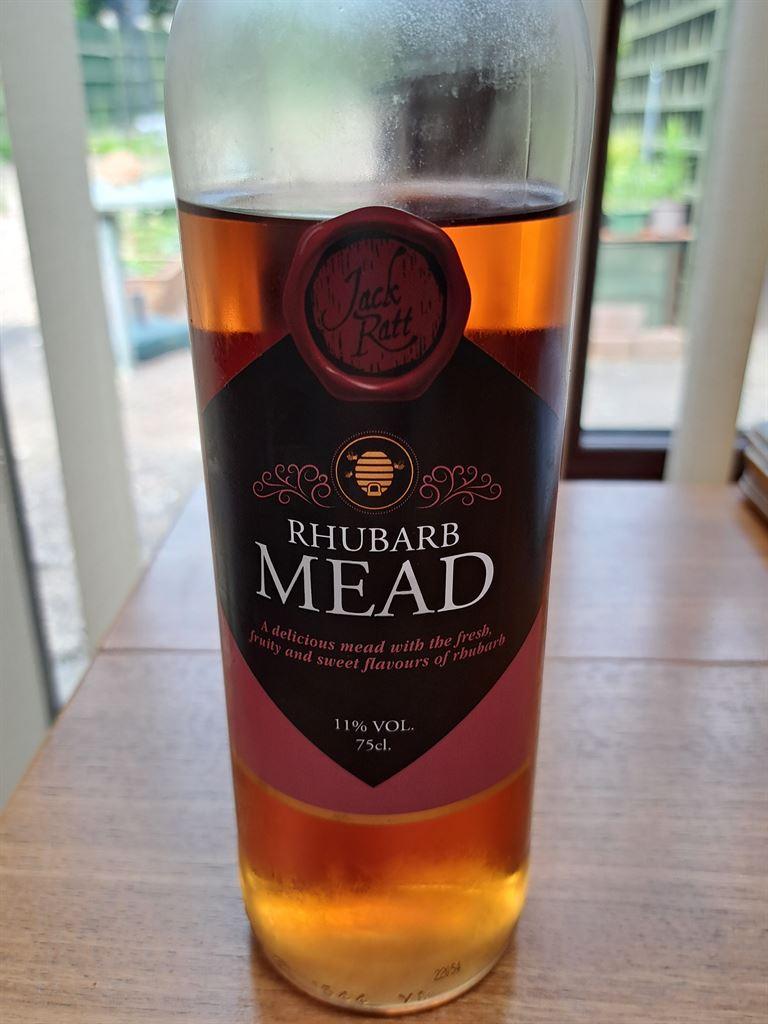 Jack
Ratt
RHUBARB
MEAD
A delicious mead with the fresh,
fruity and sweet flavours of rhubarb
11% VOL.
75cl.